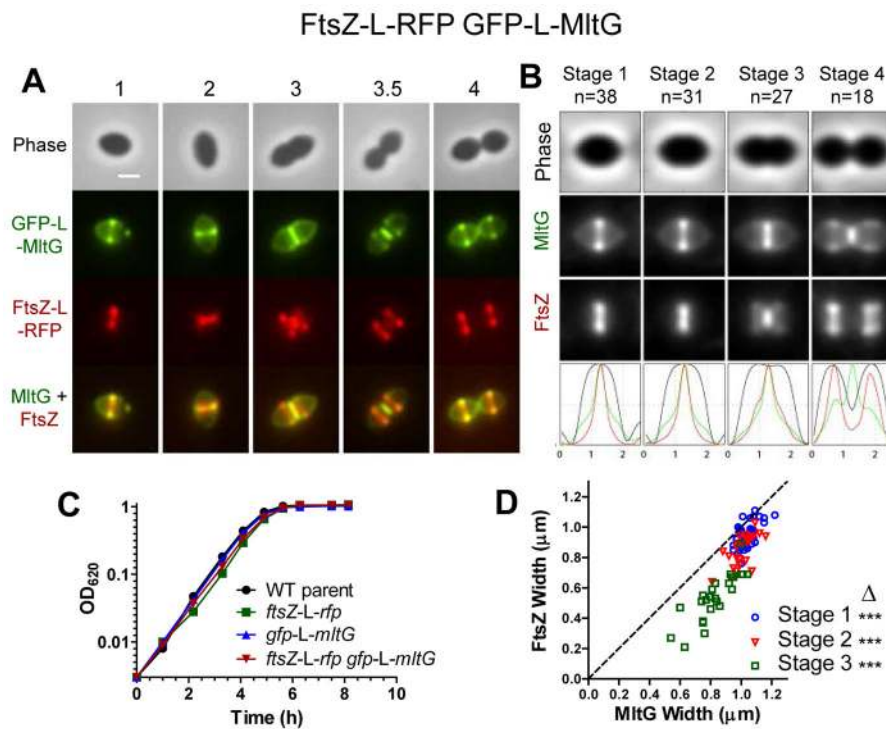 FtsZ-L-RFP GFP-L-MltG
A
1 2 3 3.5 4
Phase
GFP-L
-MltG
FtsZ-L
-RFP
MltG +
FtsZ
B
Stage 1 Stage 2 Stage 3 Stage 4
n=38 n=31 n=27 n=18
Phase
MltG
FtsZ
0 1 2 0 1 2 0 1 2 0 1 2
C
OD620
1
0.1
0.01
0 2 4 6 8 10
Time (h)
WT parent
ftsZ-L-rfp
gfp-L-mltG
ftsZ-L-rfp gfp-L-mltG
D
FtsZ Width (μm)
1.2
1.0
0.8
0.6
0.4
0.2
0.0
0.0 0.2 0.4 0.6 0.8 1.0 1.2
MltG Width (μm)
Δ
Stage 1 ***
Stage 2 ***
Stage 3 ***